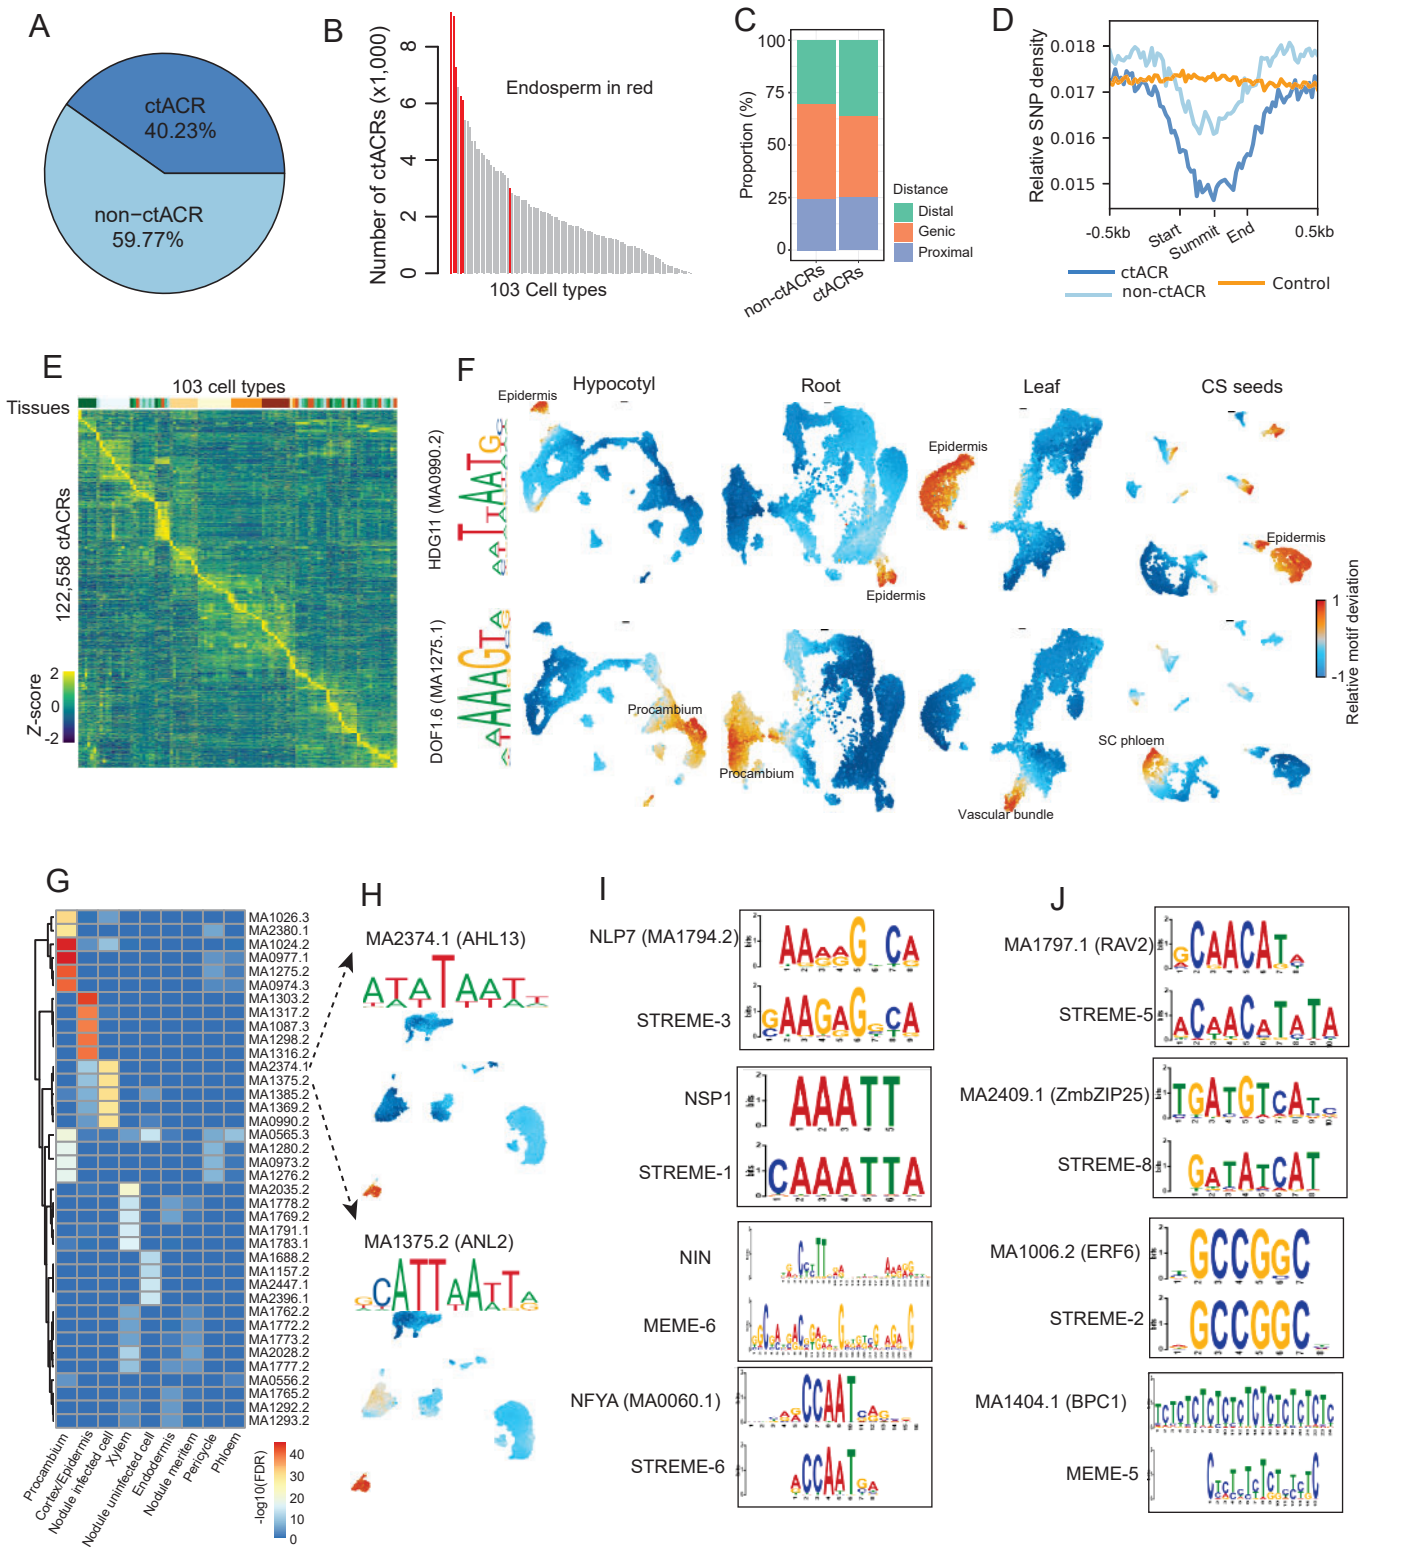 A
ctACR
40.23%
non-ctACR
59.77%
B
Number of ctACRs (x1,000)
8
6
4
2
0
Endosperm in red
103 Cell types
C
Proportion (%)
100
75
50
25
0
non-ctACRs
ctACRs
Distance
Distal
Genic
Proximal
D
Relative SNP density
0.018
0.017
0.016
0.015
-0.5kb
Start
Summit
End
0.5kb
ctACR
non-ctACR
Control
E
103 cell types
Tissues
122,558 ctACRs
Z-score
2
0
-2
F
Hypocotyl
Root
Leaf
CS seeds
HDG11 (MA0990.2)
Epidermis
Epidermis
Epidermis
Epidermis
DOF1.6 (MA1275.1)
Procambium
Procambium
Vascular bundle
SC phloem
1
-1
Relative motif deviation
G
MA1026.3
MA2380.1
MA1024.2
MA0977.1
MA1275.2
MA0974.3
MA1303.2
MA1317.2
MA1087.3
MA1298.2
MA1316.2
MA2374.1
MA1375.2
MA1385.2
MA1369.2
MA0990.2
MA0565.3
MA1280.2
MA0973.2
MA1276.2
MA2035.2
MA1778.2
MA1769.2
MA1791.1
MA1783.1
MA1688.2
MA1157.2
MA2447.1
MA2396.1
MA1762.2
MA1772.2
MA1773.2
MA2028.2
MA1777.2
MA0556.2
MA1765.2
MA1292.2
MA1293.2
Procambium
Cortex/Epidermis
Nodule infected cell
Xylem
Nodule uninfected cell
Endodermis
Nodule meritem
Pericycle
Phloem
-log10(FDR)
40
30
20
10
0
H
MA2374.1 (AHL13)
MA1375.2 (ANL2)
I
NLP7 (MA1794.2)
STREME-3
NSP1
AAATT
STREME-1
CAAATTA
NIN
MEME-6
NFYA (MA0060.1)
STREME-6
J
MA1797.1 (RAV2)
STREME-5
MA2409.1 (ZmbZIP25)
STREME-8
MA1006.2 (ERF6)
GCCGGC
STREME-2
GCCGGC
MA1404.1 (BPC1)
MEME-5